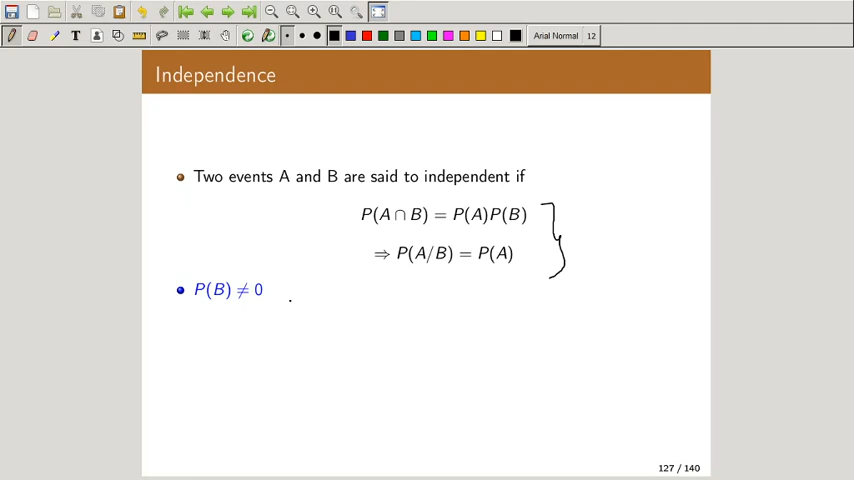 Arial Normal 12
Independence
Two events A and B are said to independent if
P(A ∩ B) = P(A)P(B)
⇒ P(A/B) = P(A)
P(B) ≠ 0
127 / 140